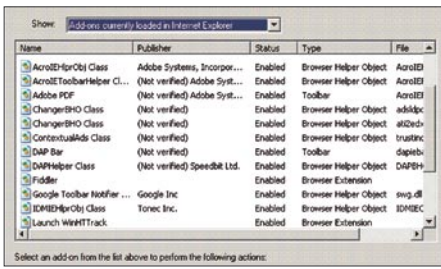 Show: Add-ons currently loaded in Internet Explorer
Name Publisher Status Type File
AcroIEHlprObj Class Adobe Systems, Incorpor... Enabled Browser Helper Object AcroIEH
AcroIEToolbarHelper Cl... (Not verified) Adobe Syst... Enabled Browser Helper Object AcroIEF
Adobe PDF (Not verified) Adobe Syst... Enabled Toolbar AcroIEF
ChangerBHO Class (Not verified) Enabled Browser Helper Object adsldpc
ChangerBHO Class (Not verified) Enabled Browser Helper Object
ContextualAds Class (Not verified) Enabled Browser Helper Object trustinc
DAP Bar (Not verified) Enabled Toolbar dapieba
DAPHelper Class (Not verified) Speedbit Ltd. Enabled Browser Helper Object DAPBH
Fiddler Enabled Browser Extension
Google Toolbar Notifier ... Google Inc Enabled Browser Helper Object swg.dll
IDMIEHlprObj Class Tonec Inc. Enabled Browser Helper Object IDMIEC
Launch WinHTTrack Enabled Browser Extension
Select an add-on from the list above to perform the following actions: